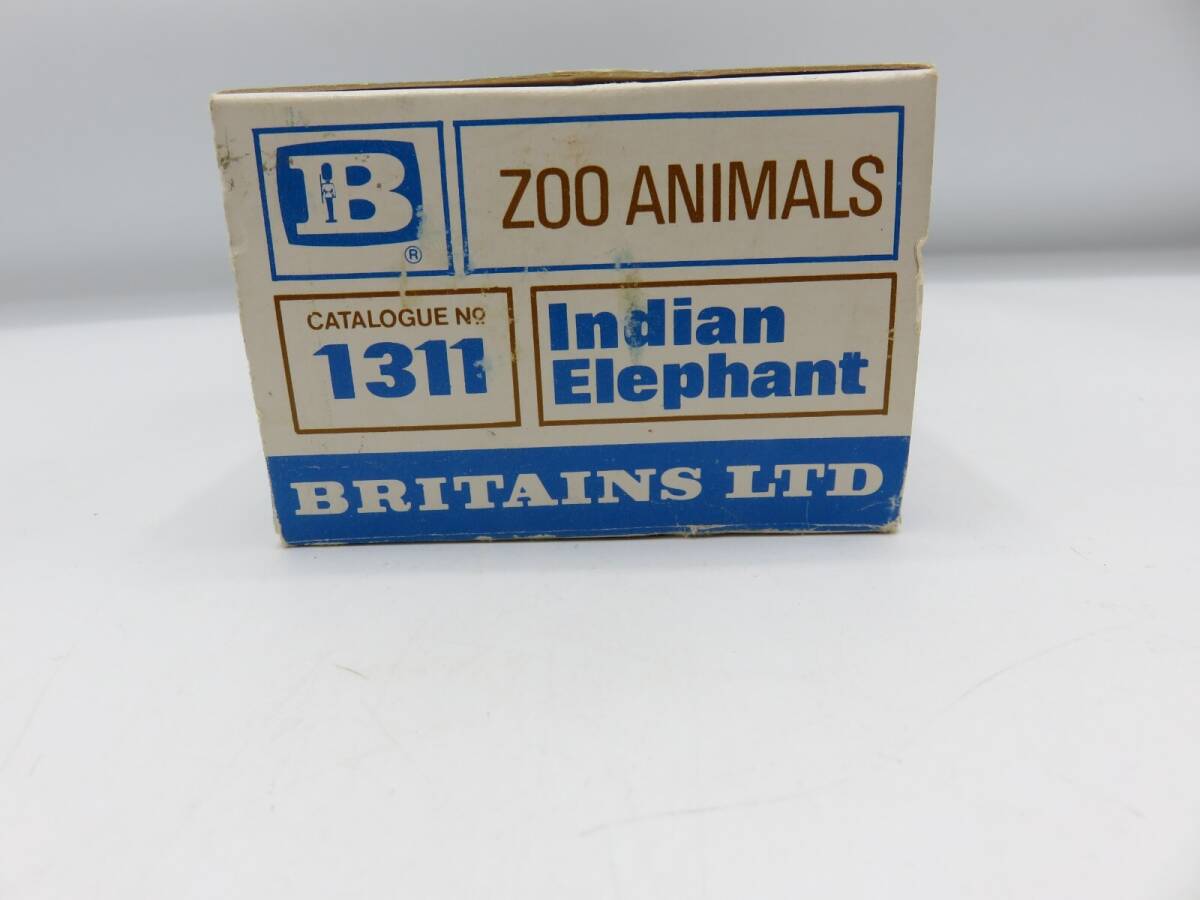 B
®
ZOO ANIMALS
CATALOGUE Nº
1311
Indian
Elephant
BRITAINS LTD